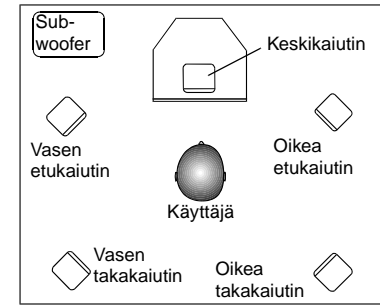 Sub-
woofer
Keskikaiutin
Vasen
etukaiutin
Oikea
etukaiutin
Käyttäjä
Vasen
takakaiutin
Oikea
takakaiutin